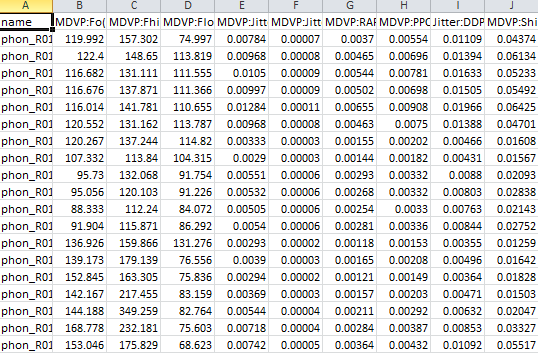 A B C D E F G H I J
name MDVP:Fo( MDVP:Fhi MDVP:Flo MDVP:Jitt MDVP:Jitt MDVP:RAF MDVP:PPC Jitter:DDP MDVP:Shi
phon_R01 119.992 157.302 74.997 0.00784 0.00007 0.0037 0.00554 0.01109 0.04374
phon_R01 122.4 148.65 113.819 0.00968 0.00008 0.00465 0.00696 0.01394 0.06134
phon_R01 116.682 131.111 111.555 0.0105 0.00009 0.00544 0.00781 0.01633 0.05233
phon_R01 116.676 137.871 111.366 0.00997 0.00009 0.00502 0.00698 0.01505 0.05492
phon_R01 116.014 141.781 110.655 0.01284 0.00011 0.00655 0.00908 0.01966 0.06425
phon_R01 120.552 131.162 113.787 0.00968 0.00008 0.00463 0.0075 0.01388 0.04701
phon_R01 120.267 137.244 114.82 0.00333 0.00003 0.00155 0.00202 0.00466 0.01608
phon_R01 107.332 113.84 104.315 0.0029 0.00003 0.00144 0.00182 0.00431 0.01567
phon_R01 95.73 132.068 91.754 0.00551 0.00006 0.00293 0.00332 0.0088 0.02093
phon_R01 95.056 120.103 91.226 0.00532 0.00006 0.00268 0.00332 0.00803 0.02838
phon_R01 88.333 112.24 84.072 0.00505 0.00006 0.00254 0.0033 0.00763 0.02143
phon_R01 91.904 115.871 86.292 0.0054 0.00006 0.00281 0.00336 0.00844 0.02752
phon_R01 136.926 159.866 131.276 0.00293 0.00002 0.00118 0.00153 0.00355 0.01259
phon_R01 139.173 179.139 76.556 0.0039 0.00003 0.00165 0.00208 0.00496 0.01642
phon_R01 152.845 163.305 75.836 0.00294 0.00002 0.00121 0.00149 0.00364 0.01828
phon_R01 142.167 217.455 83.159 0.00369 0.00003 0.00157 0.00203 0.00471 0.01503
phon_R01 144.188 349.259 82.764 0.00544 0.00004 0.00211 0.00292 0.00632 0.02047
phon_R01 168.778 232.181 75.603 0.00718 0.00004 0.00284 0.00387 0.00853 0.03327
phon_R01 153.046 175.829 68.623 0.00742 0.00005 0.00364 0.00432 0.01092 0.05517